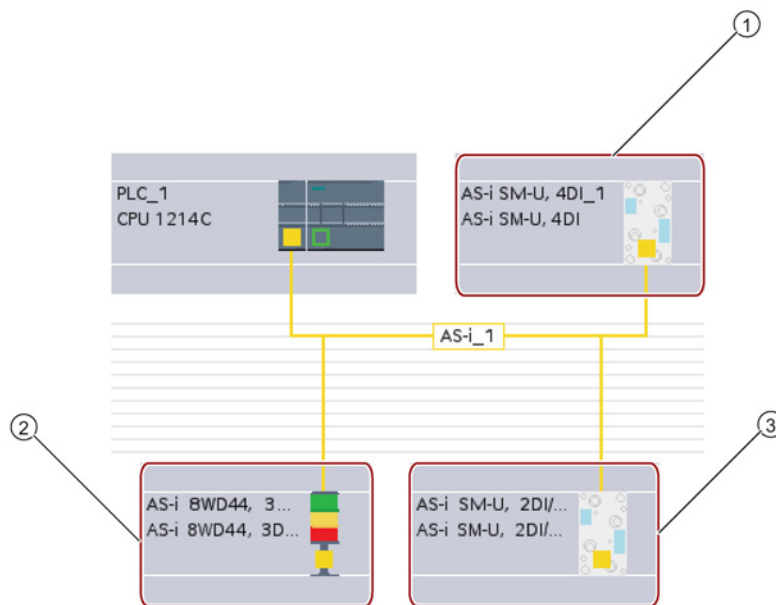 1
PLC_1
CPU 1214C
AS-i SM-U, 4DI_1
AS-i SM-U, 4DI
AS-i_1
2
3
AS-i 8WD44, 3...
AS-i 8WD44, 3D...
AS-i SM-U, 2DI/...
AS-i SM-U, 2DI/...